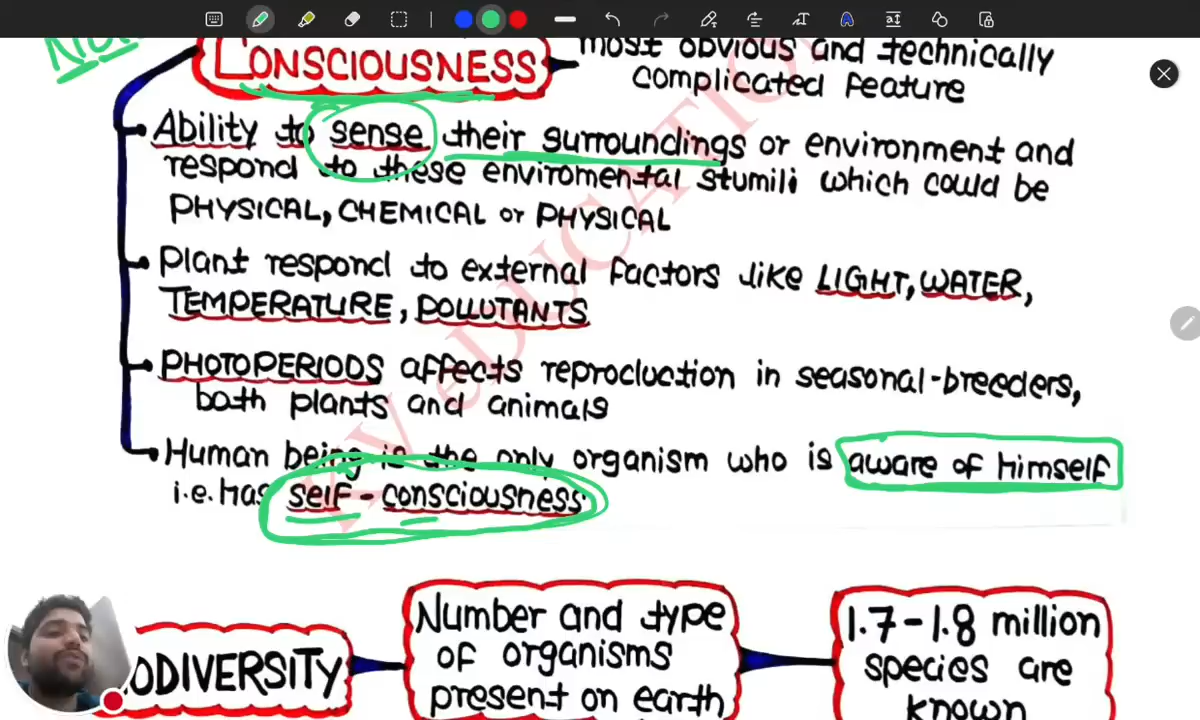 CONSCIOUSNESS
most obvious and technically
complicated feature
Ability to sense their surroundings or environment and
respond to these enviromental stumili which could be
PHYSICAL, CHEMICAL or PHYSICAL
Plant respond to external factors like LIGHT, WATER,
TEMPERATURE, POLLUTANTS
PHOTOPERIODS affects reproduction in seasonal-breeders,
both plants and animals
Human being is the only organism who is aware of himself
i.e. has self-consciousness
ODIVERSITY
Number and type
of organisms
present on earth
1.7-1.8 million
species are
known
EDUCATION